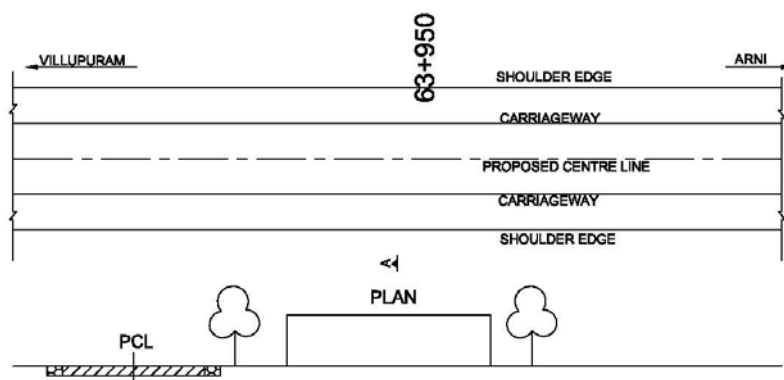 63+950
VILLUPURAM
ARNI
SHOULDER EDGE
CARRIAGEWAY
PROPOSED CENTRE LINE
CARRIAGEWAY
SHOULDER EDGE
A
PLAN
PCL